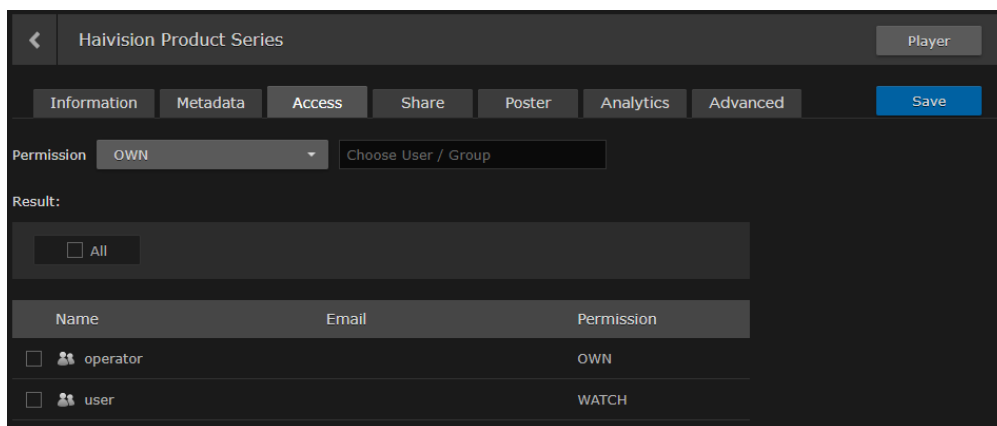 Haivision Product Series
Player
Information Metadata Access Share Poster Analytics Advanced
Save
Permission OWN Choose User / Group
Result:
All
Name Email Permission
operator OWN
user WATCH